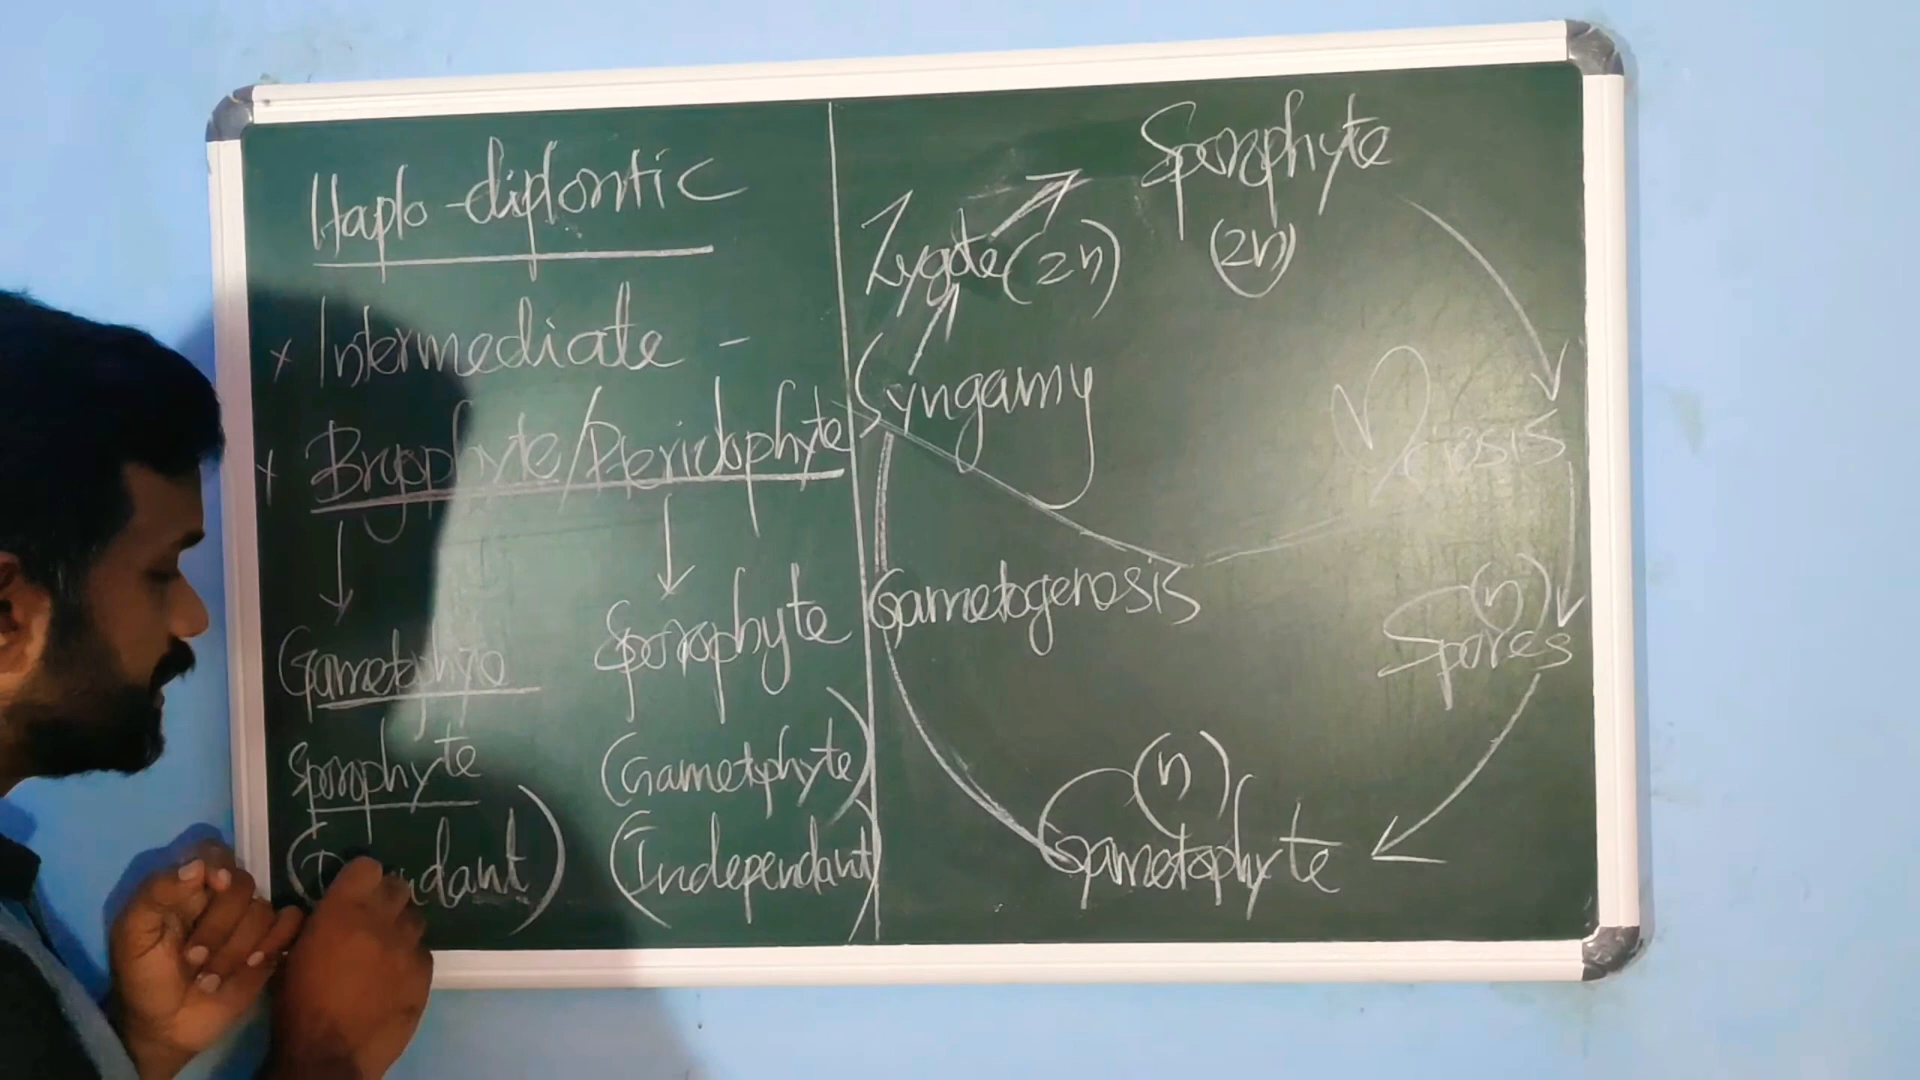 Haplo-diplontic
x Intermediate -
x Bryophyte/Pteridophyte
Gametophyte Sporophyte
Sporophyte (Gametophyte)
(Independant)
Sporophyte
(2n)
Zygote (2n)
Syngamy
Meiosis
Gametogenosis
(n)
Spores
(n)
Gametophyte